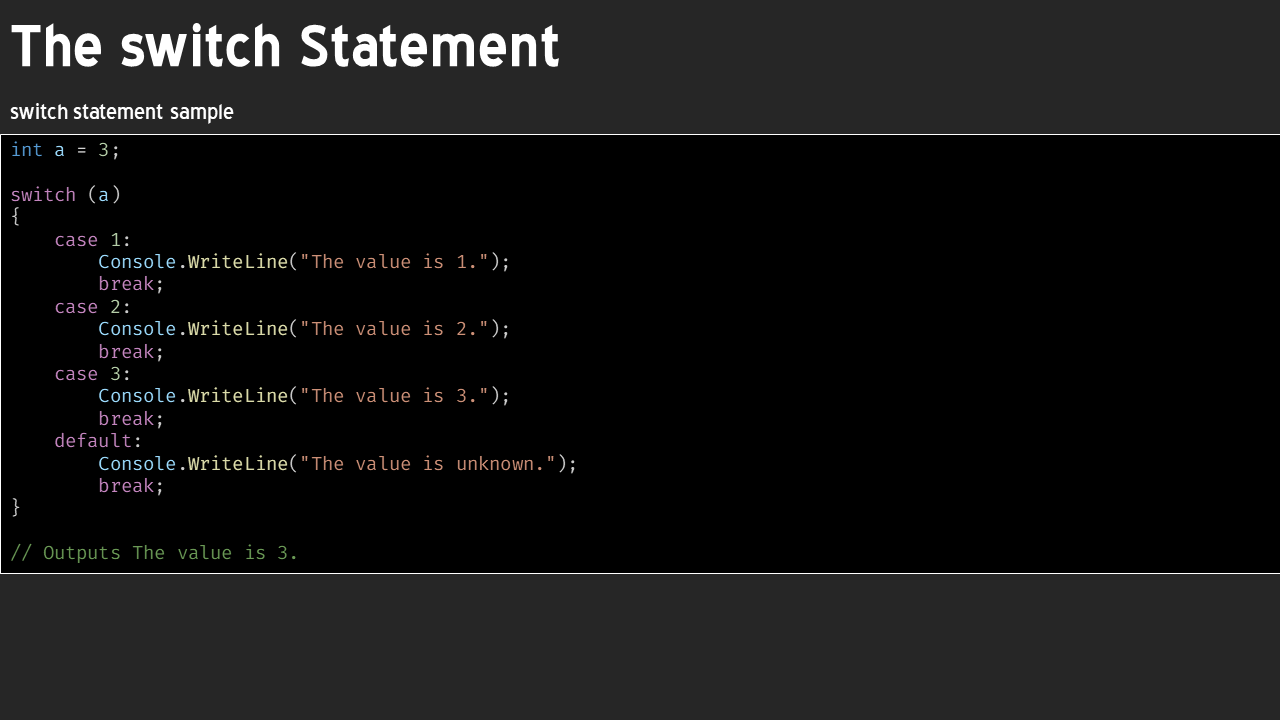 The switch Statement
switch statement sample
int a = 3;
switch (a)
{
    case 1:
        Console.WriteLine("The value is 1.");
        break;
    case 2:
        Console.WriteLine("The value is 2.");
        break;
    case 3:
        Console.WriteLine("The value is 3.");
        break;
    default:
        Console.WriteLine("The value is unknown.");
        break;
}
// Outputs The value is 3.